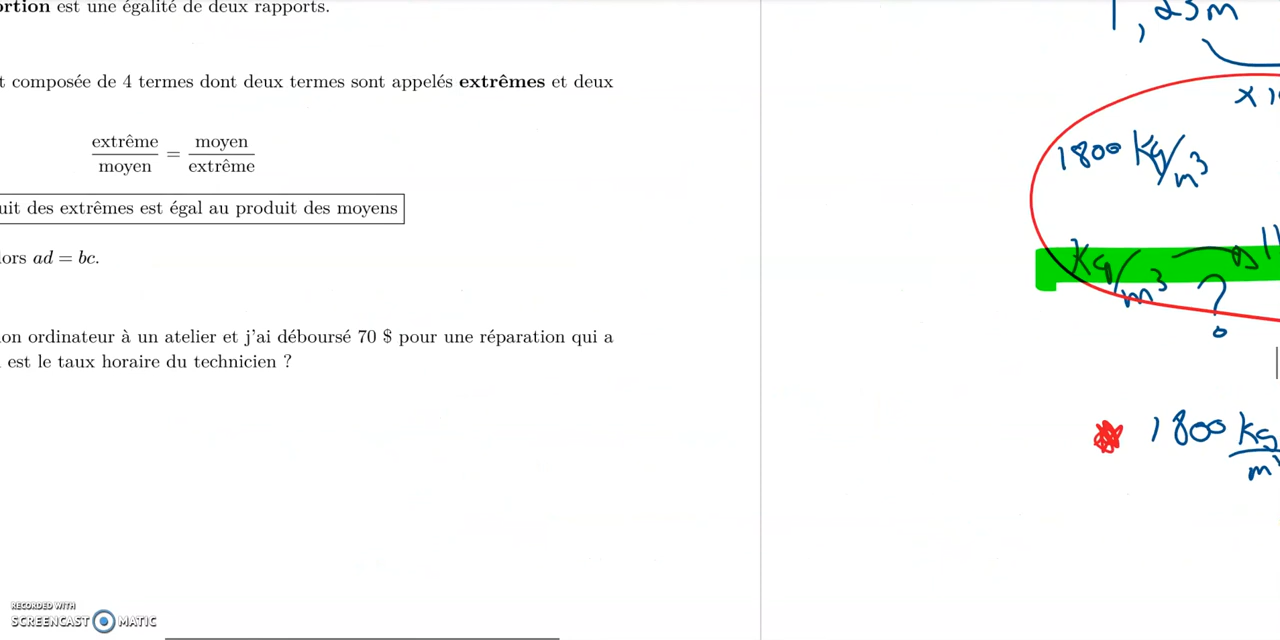 ortion est une égalité de deux rapports.
t composée de 4 termes dont deux termes sont appelés extrêmes et deux
extrême / moyen = moyen / extrême
uit des extrêmes est égal au produit des moyens
lors ad = bc.
on ordinateur à un atelier et j'ai déboursé 70 $ pour une réparation qui a
est le taux horaire du technicien ?
RECORDED WITH
SCREENCAST MATIC
1,25m
1800 kg/m³
kg/m³
?
1800 kg/m